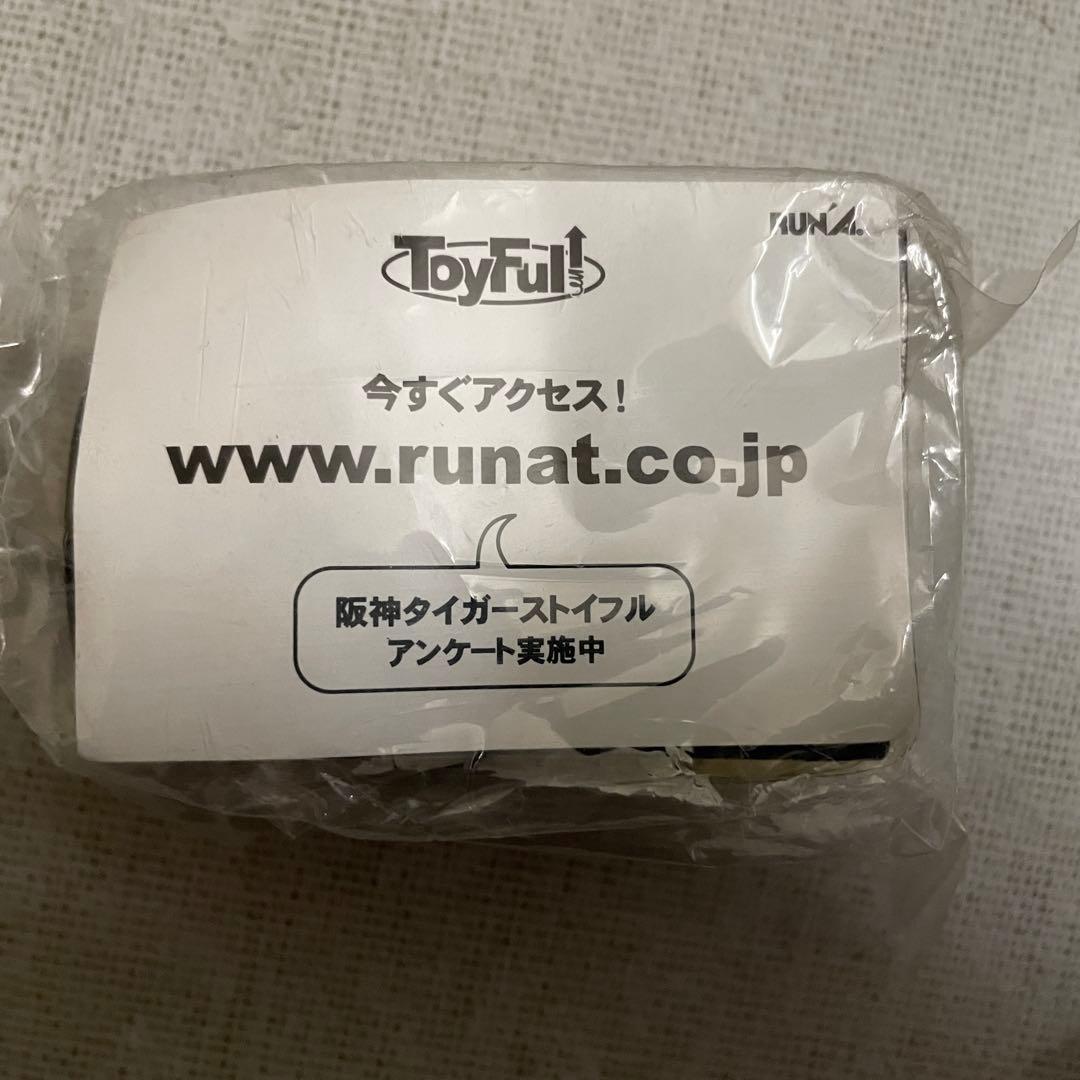 ToyFul!
RUN'A.
今すぐアクセス!
www.runat.co.jp
阪神タイガーストイフル
アンケート実施中